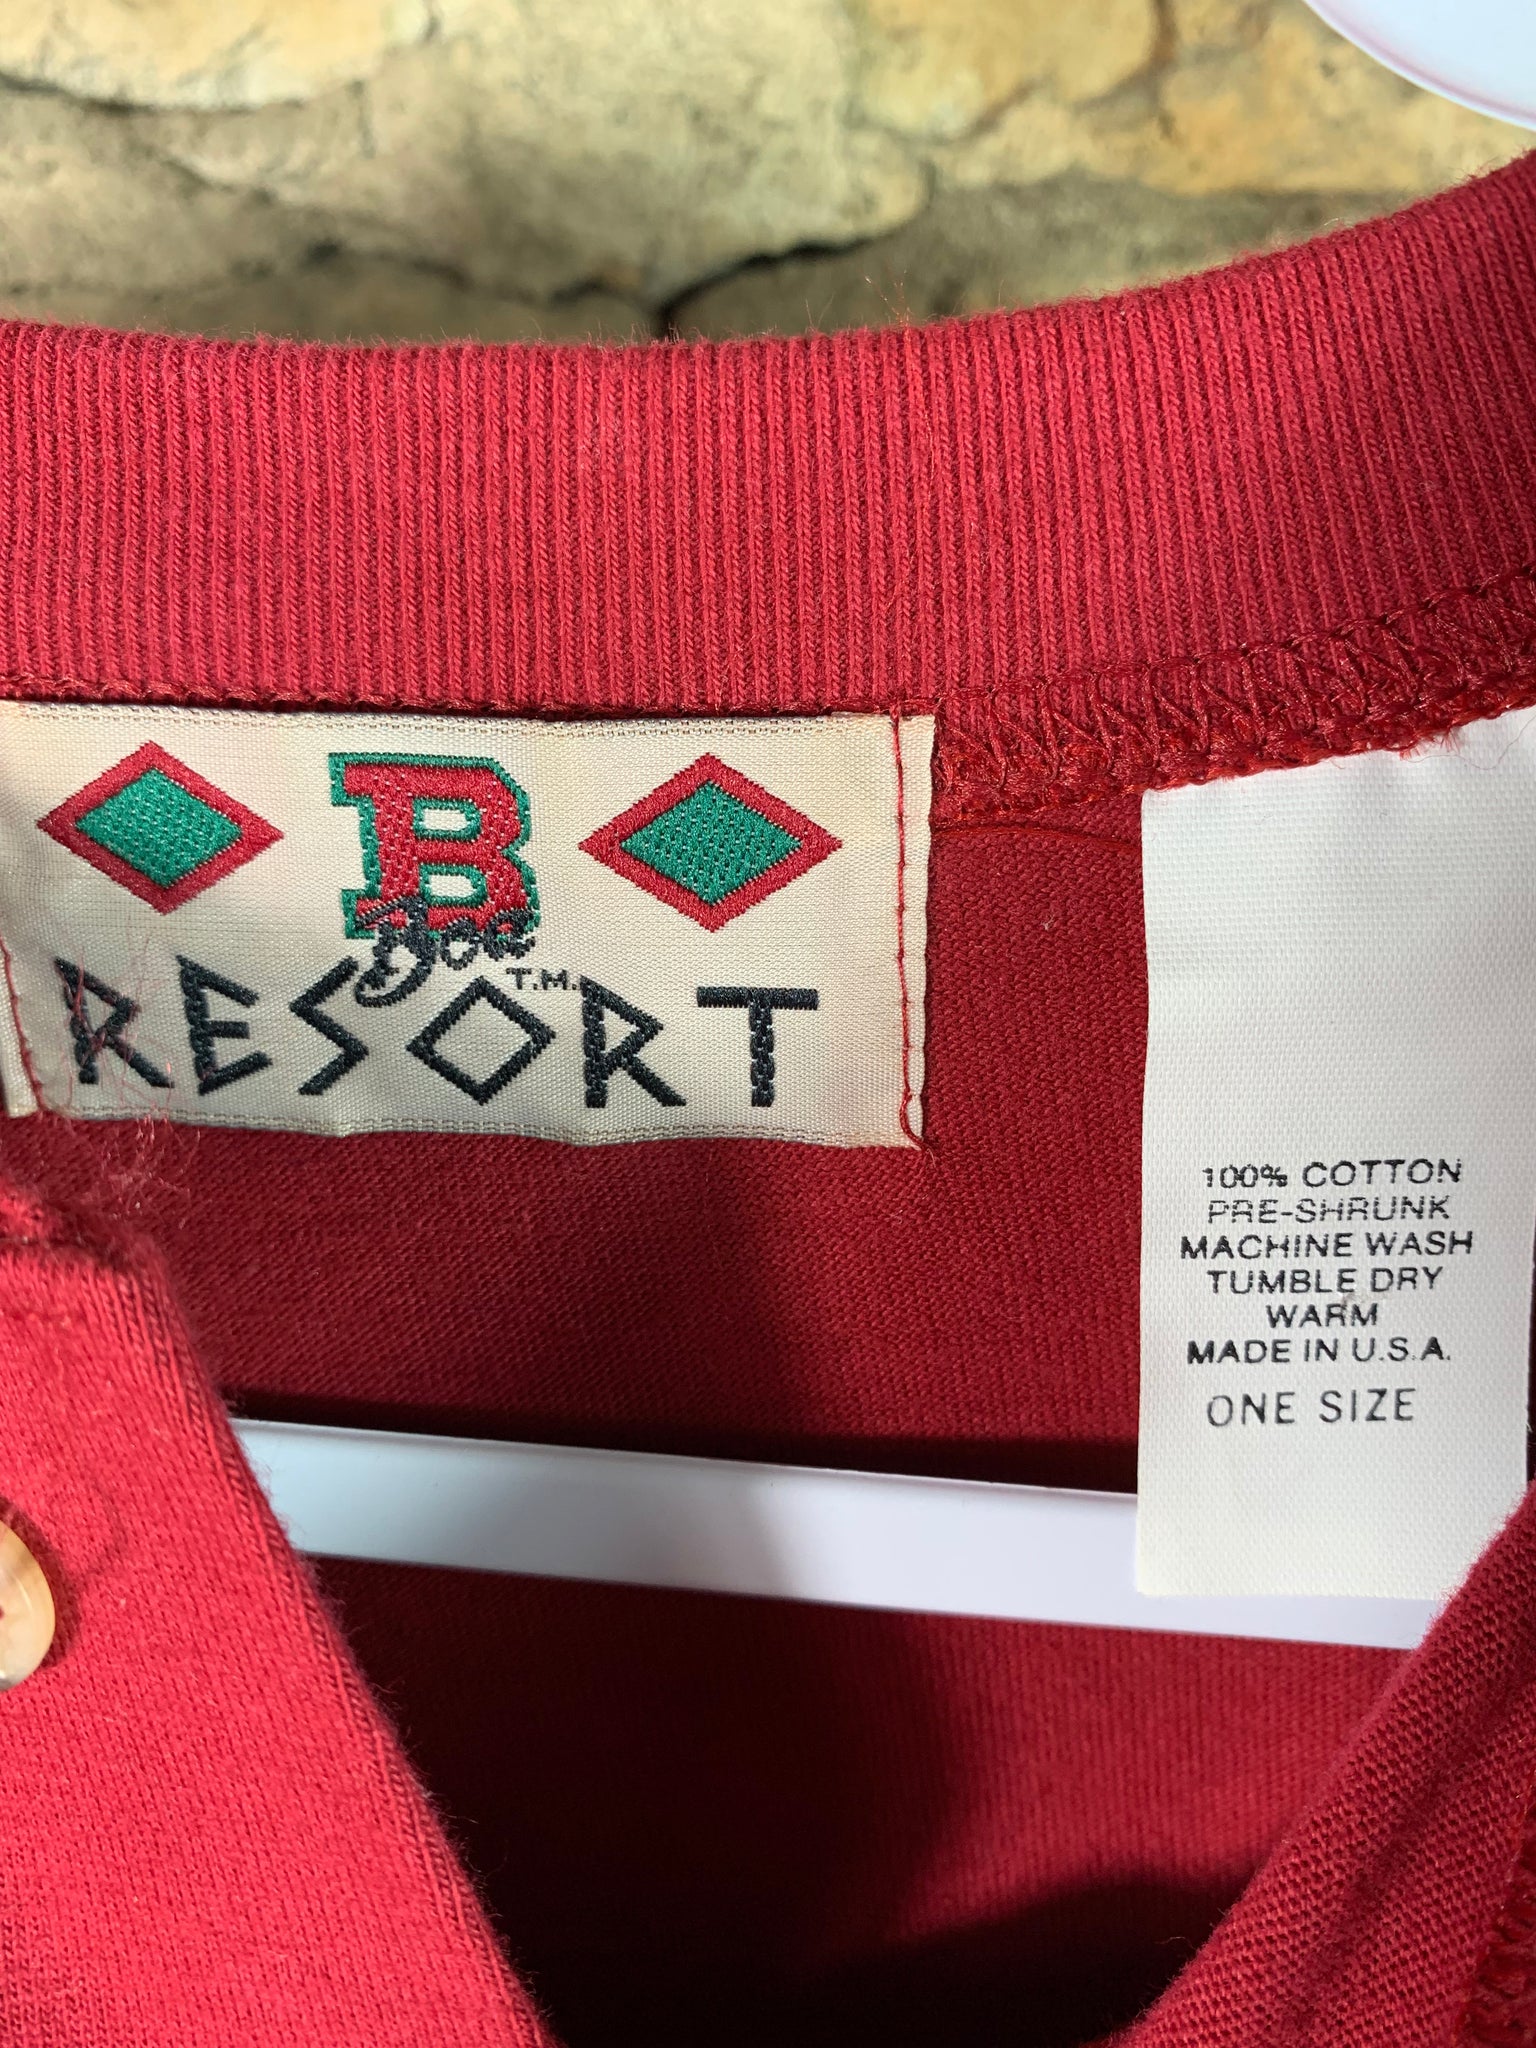 B
Boa
T.M.
RESORT
100% COTTON
PRE-SHRUNK
MACHINE WASH
TUMBLE DRY
WARM
MADE IN U.S.A.
ONE SIZE